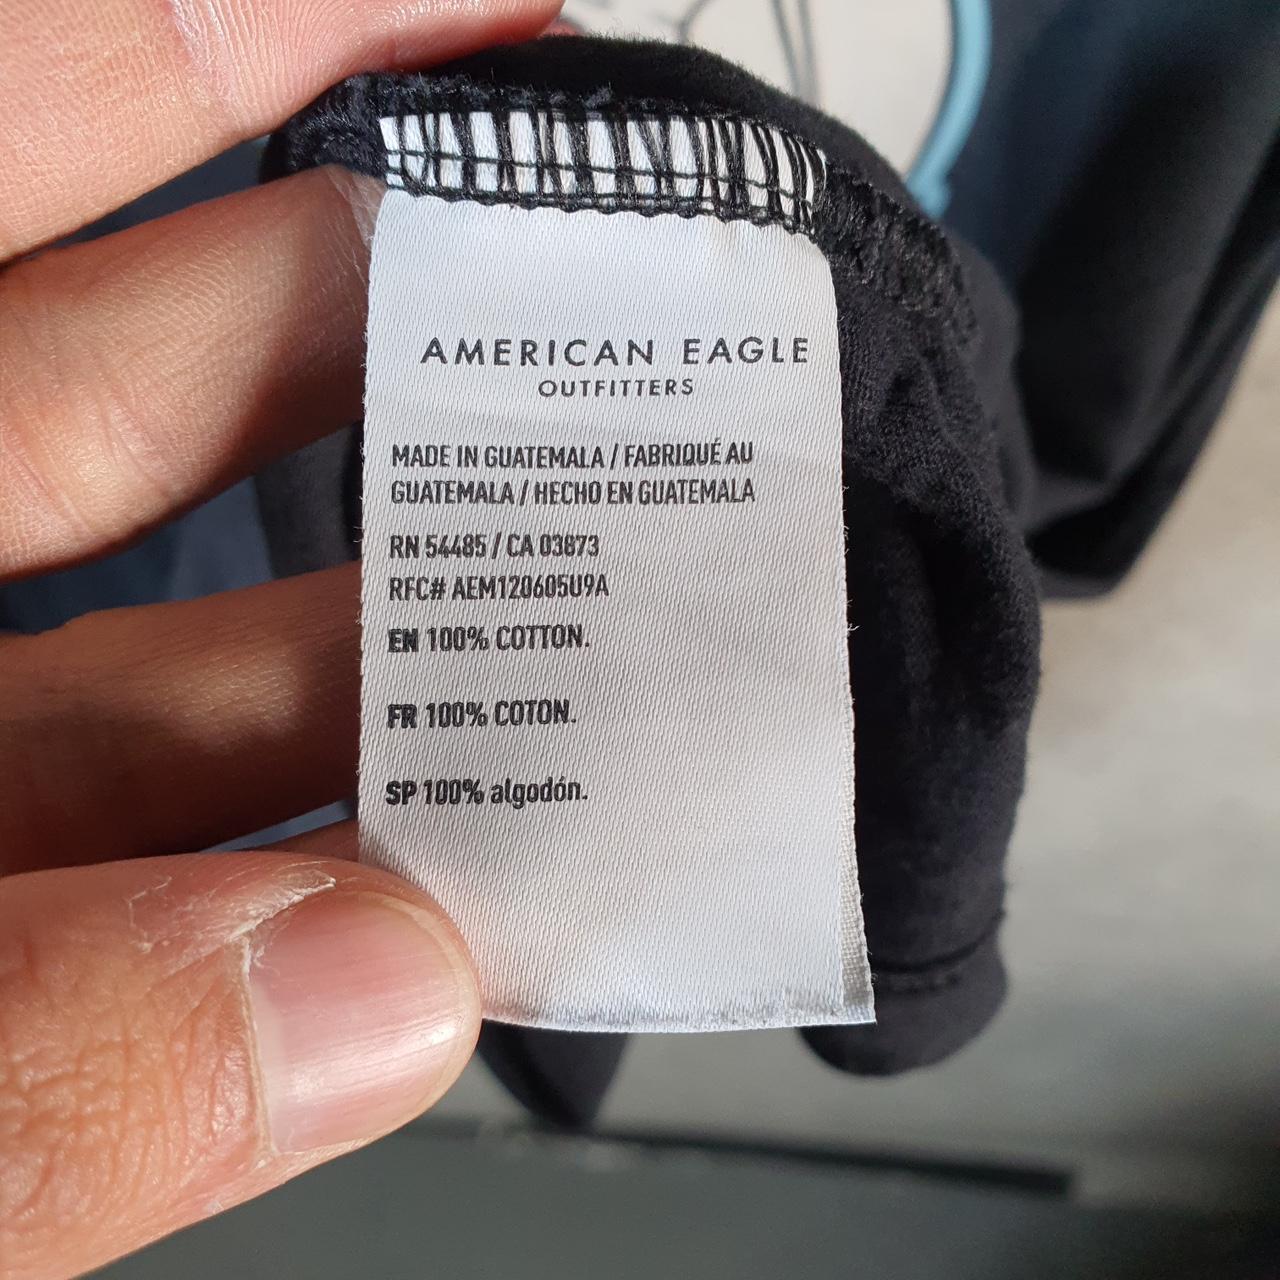 AMERICAN EAGLE
OUTFITTERS
MADE IN GUATEMALA / FABRIQUÉ AU
GUATEMALA / HECHO EN GUATEMALA
RN 54485 / CA 03873
RFC# AEM120605U9A
EN 100% COTTON.
FR 100% COTON.
SP 100% algodón.